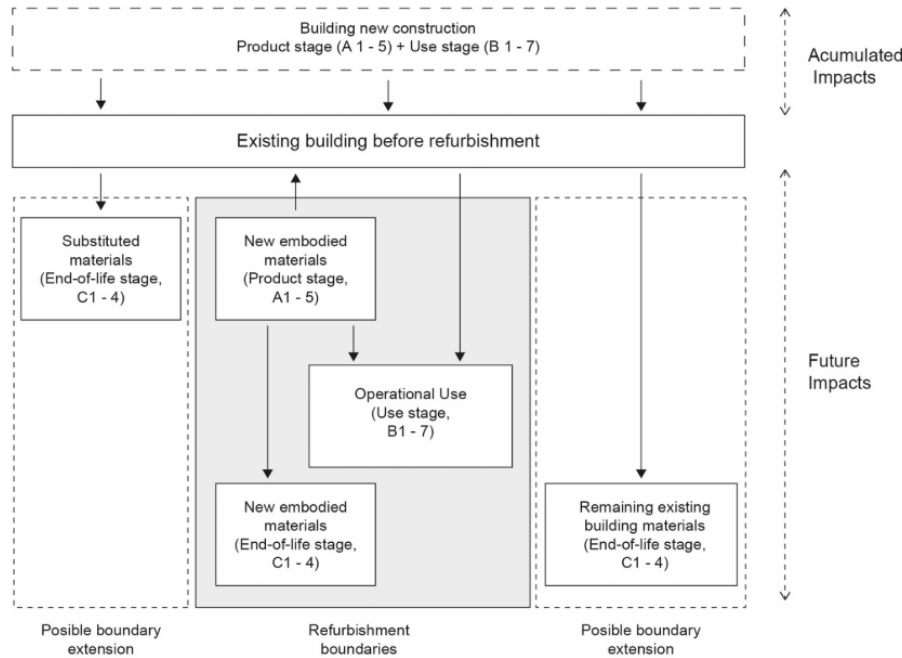 Building new construction
Product stage (A 1 - 5) + Use stage (B 1 - 7)
Acumulated
Impacts
Existing building before refurbishment
Substituted
materials
(End-of-life stage,
C1 - 4)
New embodied
materials
(Product stage,
A1 - 5)
Operational Use
(Use stage,
B1 - 7)
Future
Impacts
New embodied
materials
(End-of-life stage,
C1 - 4)
Remaining existing
building materials
(End-of-life stage,
C1 - 4)
Posible boundary
extension
Refurbishment
boundaries
Posible boundary
extension